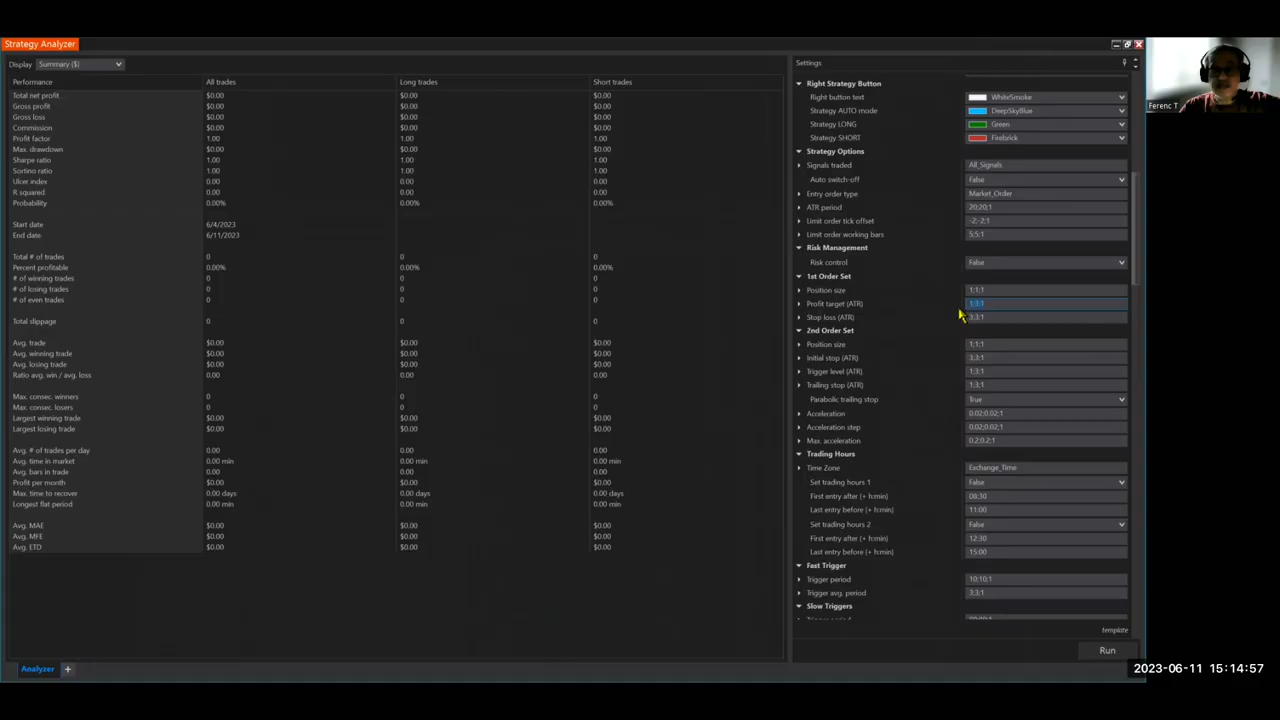 Strategy Analyzer
Display Summary ($)
Performance All trades Long trades Short trades
Total net profit $0.00 $0.00 $0.00
Gross profit $0.00 $0.00 $0.00
Gross loss $0.00 $0.00 $0.00
Commission $0.00 $0.00 $0.00
Profit factor 1.00 1.00 1.00
Max. drawdown $0.00 $0.00 $0.00
Sharpe ratio 1.00 1.00 1.00
Sortino ratio 1.00 1.00 1.00
Ulcer index 0.00 0.00 0.00
R squared 0.00 0.00 0.00
Probability 0.00% 0.00% 0.00%
Start date 6/4/2023
End date 6/11/2023
Total # of trades 0 0 0
Percent profitable 0.00% 0.00% 0.00%
# of winning trades 0 0 0
# of losing trades 0 0 0
# of even trades 0 0 0
Total slippage 0 0 0
Avg. trade $0.00 $0.00 $0.00
Avg. winning trade $0.00 $0.00 $0.00
Avg. losing trade $0.00 $0.00 $0.00
Ratio avg. win / avg. loss 0.00 0.00 0.00
Max. consec. winners 0 0 0
Max. consec. losers 0 0 0
Largest winning trade $0.00 $0.00 $0.00
Largest losing trade $0.00 $0.00 $0.00
Avg. # of trades per day 0.00 0.00 0.00
Avg. time in market 0.00 min 0.00 min 0.00 min
Avg. bars in trade 0.00 0.00 0.00
Profit per month $0.00 $0.00 $0.00
Max. time to recover 0.00 days 0.00 days 0.00 days
Longest flat period 0.00 min 0.00 min 0.00 min
Avg. MAE $0.00 $0.00 $0.00
Avg. MFE $0.00 $0.00 $0.00
Avg. ETD $0.00 $0.00 $0.00
Analyzer +
Settings
Right Strategy Button
Right button text WhiteSmoke
Strategy AUTO mode DeepSkyBlue
Strategy LONG Green
Strategy SHORT Firebrick
Strategy Options
Signals traded All_Signals
Auto switch-off False
Entry order type Market_Order
ATR period 20;20;1
Limit order tick offset -2;-2;1
Limit order working bars 5;5;1
Risk Management
Risk control False
1st Order Set
Position size 1;1;1
Profit target (ATR) 1;3;1
Stop loss (ATR) 3;3;1
2nd Order Set
Position size 1;1;1
Initial stop (ATR) 3;3;1
Trigger level (ATR) 1;3;1
Trailing stop (ATR) 1;3;1
Parabolic trailing stop True
Acceleration 0.02;0.02;1
Acceleration step 0.02;0.02;1
Max. acceleration 0.2;0.2;1
Trading Hours
Time Zone Exchange_Time
Set trading hours 1 False
First entry after (+ h:min) 08:30
Last entry before (+ h:min) 11:00
Set trading hours 2 False
First entry after (+ h:min) 12:30
Last entry before (+ h:min) 15:00
Fast Trigger
Trigger period 10;10;1
Trigger avg. period 3;3;1
Slow Triggers
template
Run
Ferenc T
2023-06-11 15:14:57